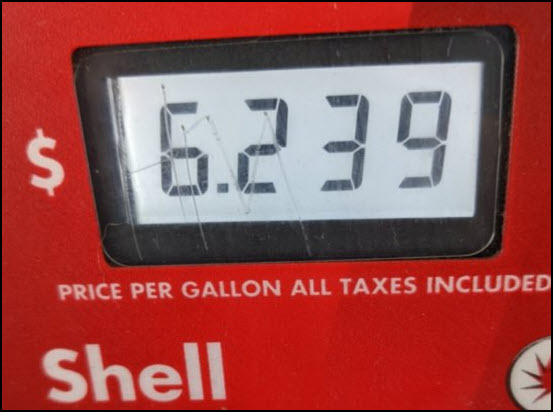 $ 6.239
PRICE PER GALLON ALL TAXES INCLUDED
Shell